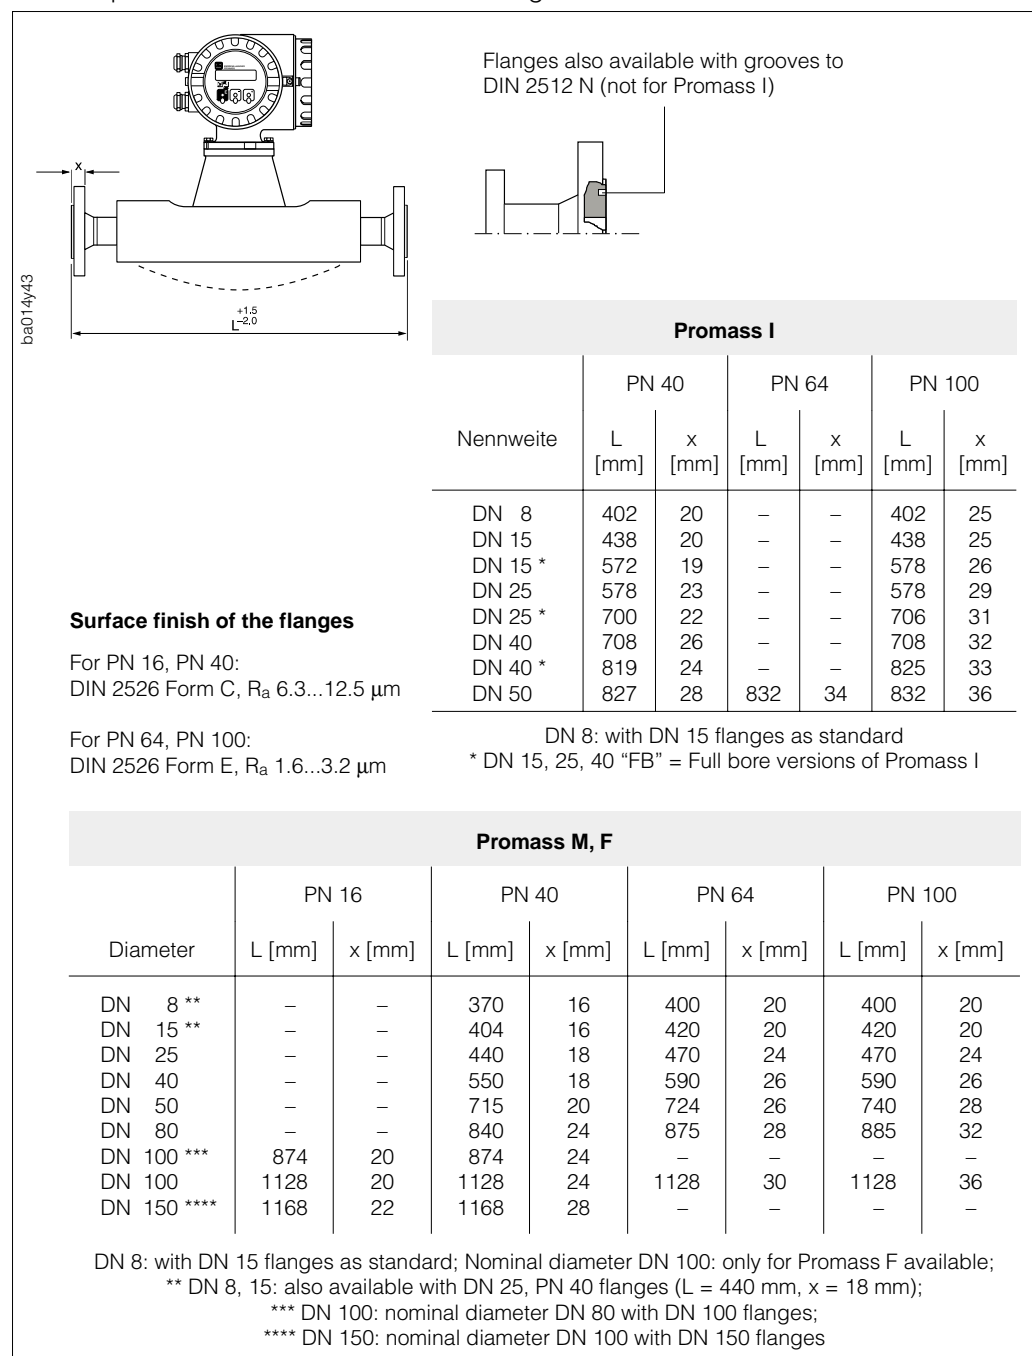 Flanges also available with grooves to
DIN 2512 N (not for Promass I)
x
+1.5
L–2.0
ba014y43
Promass I
PN 40 PN 64 PN 100
Nennweite L [mm] x [mm] L [mm] x [mm] L [mm] x [mm]
DN 8 402 20 – – 402 25
DN 15 438 20 – – 438 25
DN 15 * 572 19 – – 578 26
DN 25 578 23 – – 578 29
DN 25 * 700 22 – – 706 31
DN 40 708 26 – – 708 32
DN 40 * 819 24 – – 825 33
DN 50 827 28 832 34 832 36
DN 8: with DN 15 flanges as standard
* DN 15, 25, 40 “FB” = Full bore versions of Promass I
Surface finish of the flanges
For PN 16, PN 40:
DIN 2526 Form C, Ra 6.3...12.5 µm
For PN 64, PN 100:
DIN 2526 Form E, Ra 1.6...3.2 µm
Promass M, F
PN 16 PN 40 PN 64 PN 100
Diameter L [mm] x [mm] L [mm] x [mm] L [mm] x [mm] L [mm] x [mm]
DN 8 ** – – 370 16 400 20 400 20
DN 15 ** – – 404 16 420 20 420 20
DN 25 – – 440 18 470 24 470 24
DN 40 – – 550 18 590 26 590 26
DN 50 – – 715 20 724 26 740 28
DN 80 – – 840 24 875 28 885 32
DN 100 *** 874 20 874 24 – – – –
DN 100 1128 20 1128 24 1128 30 1128 36
DN 150 **** 1168 22 1168 28 – – – –
DN 8: with DN 15 flanges as standard; Nominal diameter DN 100: only for Promass F available;
** DN 8, 15: also available with DN 25, PN 40 flanges (L = 440 mm, x = 18 mm);
*** DN 100: nominal diameter DN 80 with DN 100 flanges;
**** DN 150: nominal diameter DN 100 with DN 150 flanges